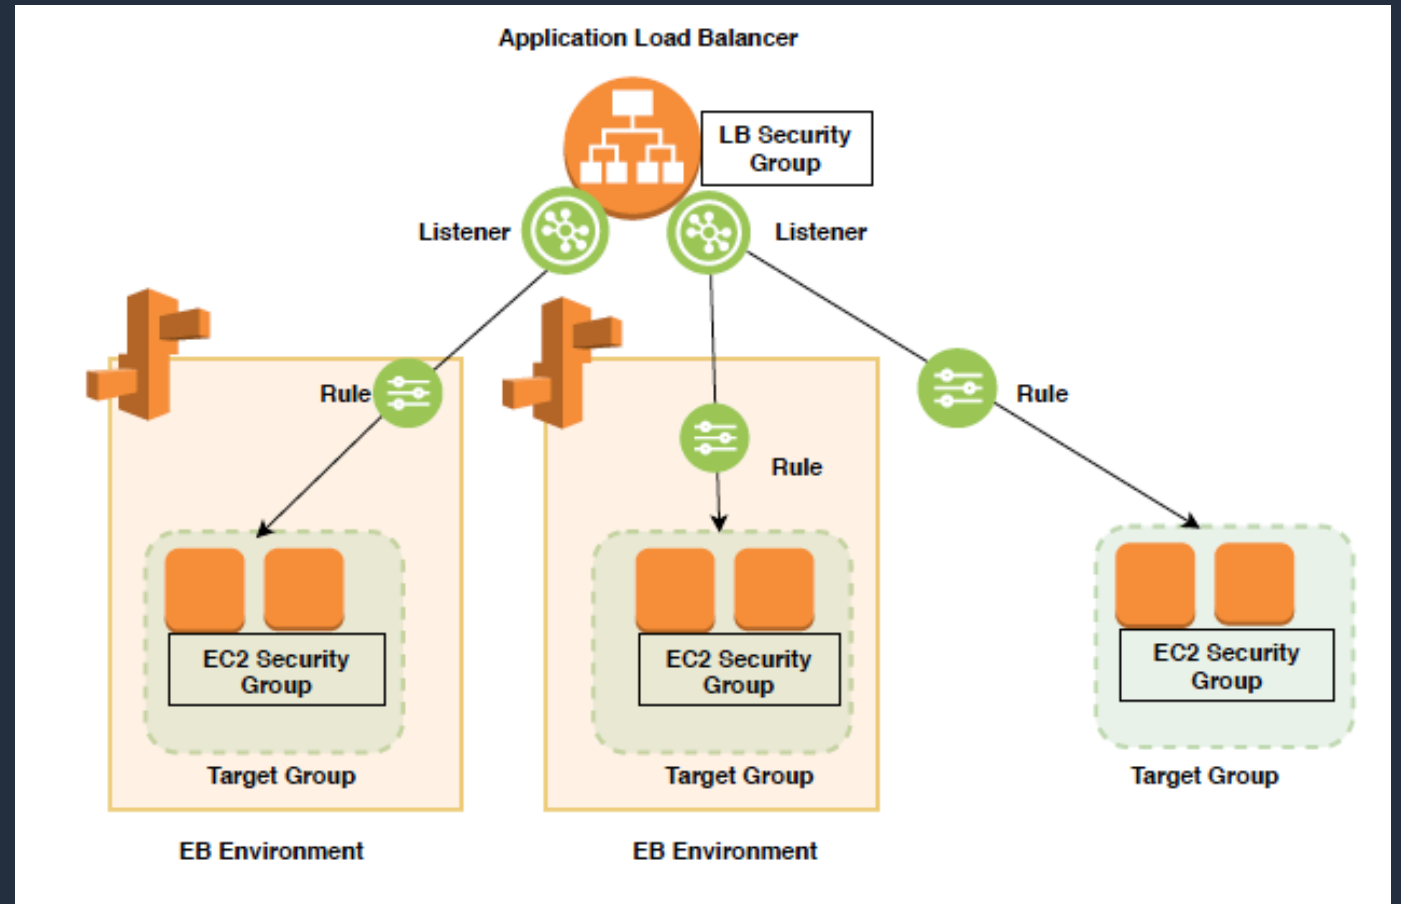 Application Load Balancer
LB Security
Group
Listener
Listener
Rule
Rule
Rule
EC2 Security
Group
EC2 Security
Group
EC2 Security
Group
Target Group
Target Group
Target Group
EB Environment
EB Environment